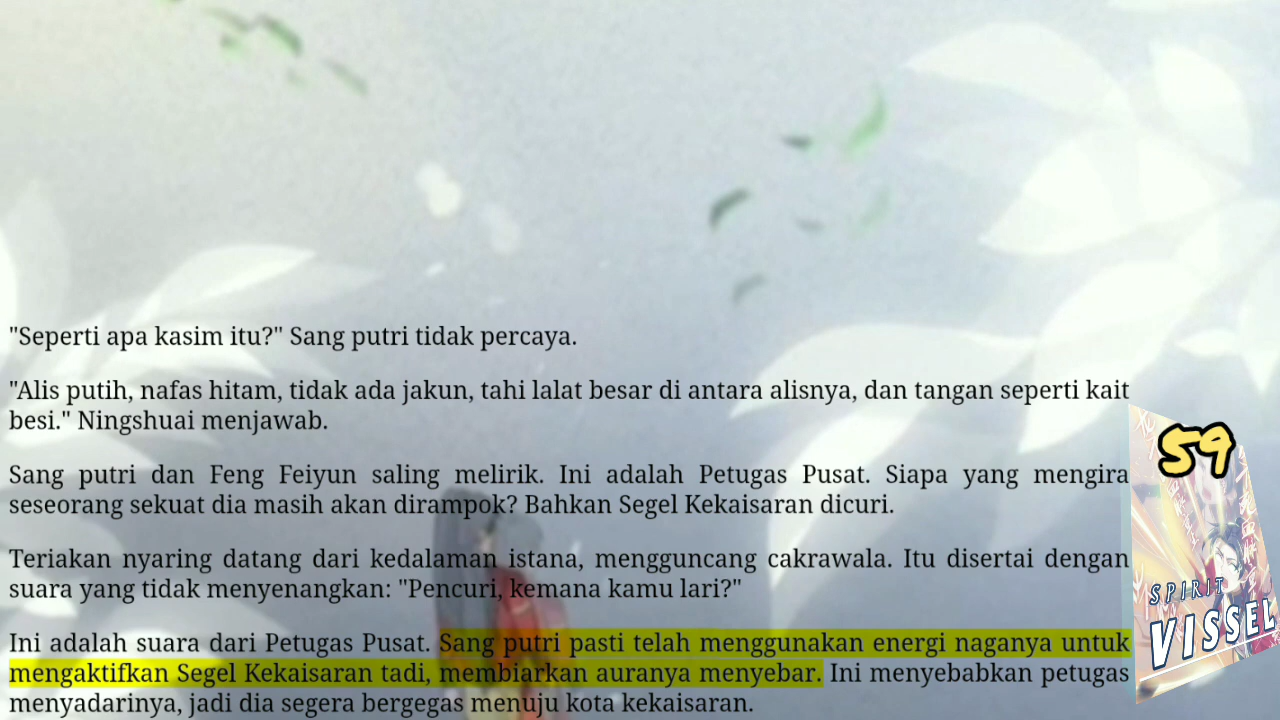 "Seperti apa kasim itu?" Sang putri tidak percaya.
"Alis putih, nafas hitam, tidak ada jakun, tahi lalat besar di antara alisnya, dan tangan seperti kait
besi." Ningshuai menjawab.
Sang putri dan Feng Feiyun saling melirik. Ini adalah Petugas Pusat. Siapa yang mengira
seseorang sekuat dia masih akan dirampok? Bahkan Segel Kekaisaran dicuri.
Teriakan nyaring datang dari kedalaman istana, mengguncang cakrawala. Itu disertai dengan
suara yang tidak menyenangkan: "Pencuri, kemana kamu lari?"
Ini adalah suara dari Petugas Pusat. Sang putri pasti telah menggunakan energi naganya untuk
mengaktifkan Segel Kekaisaran tadi, membiarkan auranya menyebar. Ini menyebabkan petugas
menyadarinya, jadi dia segera bergegas menuju kota kekaisaran.
59
SPIRIT
VISSEL